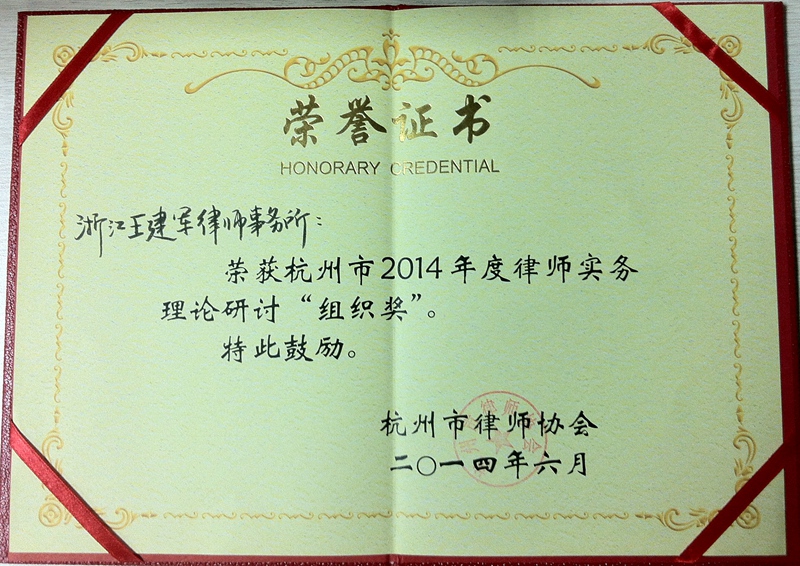 荣誉证书
HONORARY CREDENTIAL
浙江王建军律师事务所：
荣获杭州市2014年度律师实务
理论研讨“组织奖”。
特此鼓励。
杭州市律师协会
二〇一四年六月